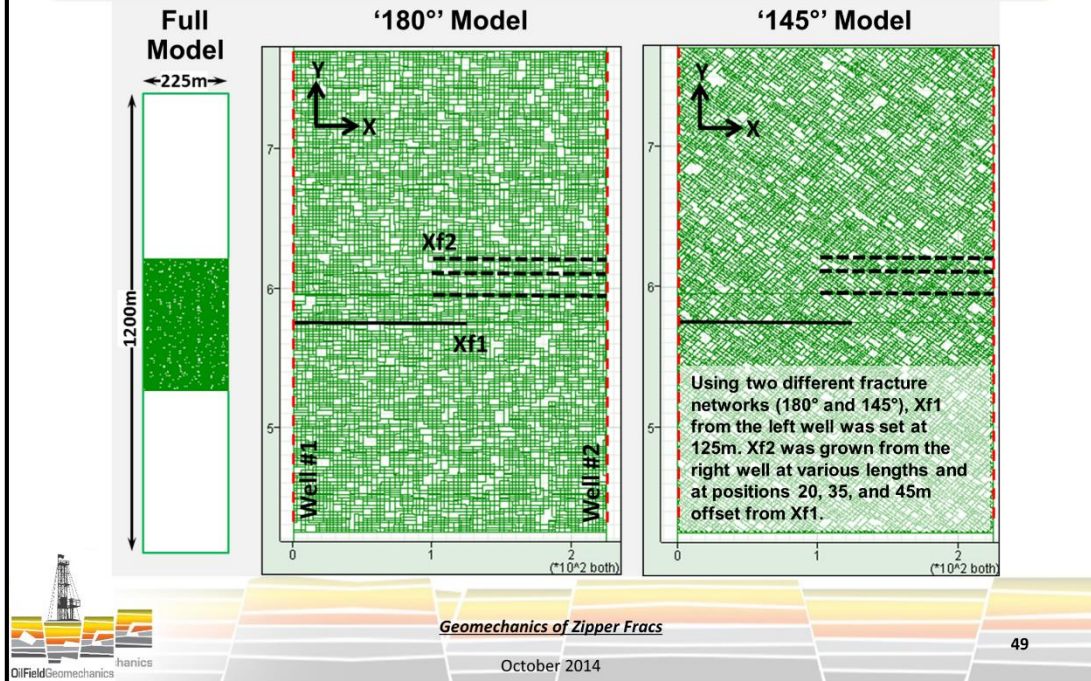 Full
Model
225m
1200m
‘180°’ Model
Y
X
7
6
5
Xf2
Xf1
Well #1
Well #2
0
1
2
(*10^2 both)
‘145°’ Model
Y
X
7
6
5
Using two different fracture
networks (180° and 145°), Xf1
from the left well was set at
125m. Xf2 was grown from the
right well at various lengths and
at positions 20, 35, and 45m
offset from Xf1.
0
1
2
(*10^2 both)
OilFieldGeomechanics
hanics
Geomechanics of Zipper Fracs
October 2014
49